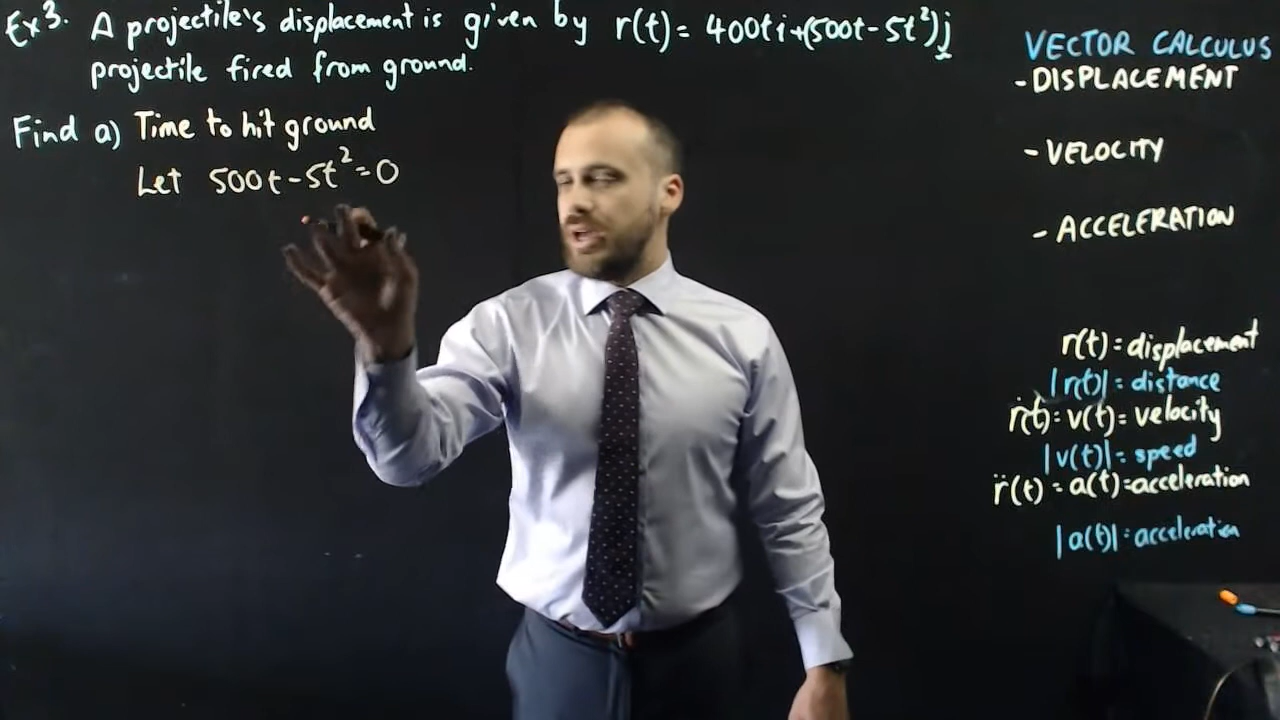 Ex3. A projectile's displacement is given by r(t)= 400ti+(500t-5t²)j
projectile fired from ground.
Find a) Time to hit ground
Let 500t-5t²=0
VECTOR CALCULUS
- DISPLACEMENT
- VELOCITY
- ACCELERATION
r(t)= displacement
|r(t)| = distance
ṙ(t)= v(t)= velocity
|v(t)|= speed
r̈(t) = a(t)=acceleration
|a(t)|= acceleration